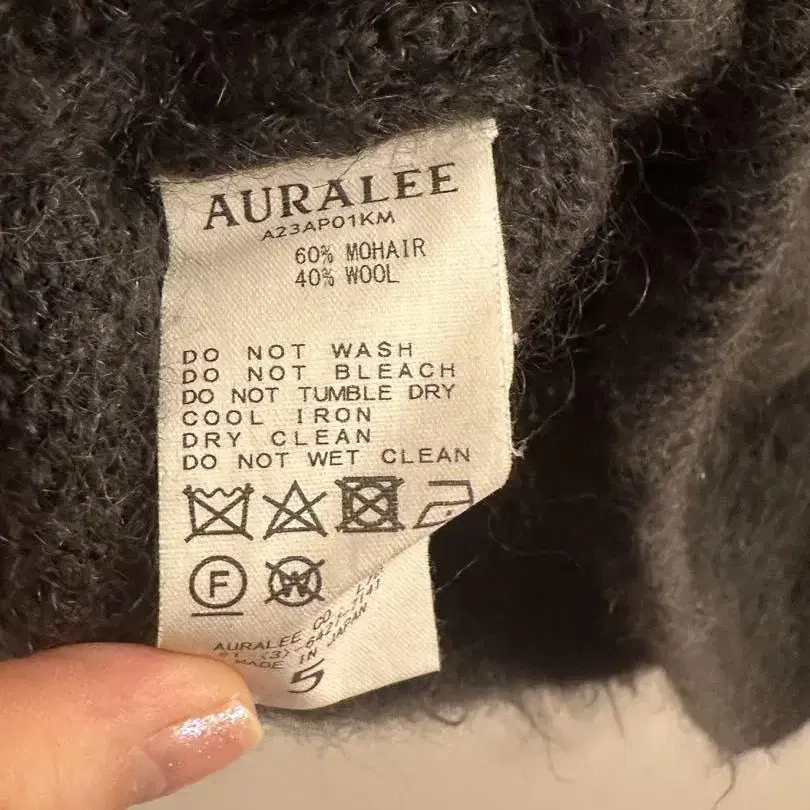 AURALEE
A23AP01KM
60% MOHAIR
40% WOOL
DO NOT WASH
DO NOT BLEACH
DO NOT TUMBLE DRY
COOL IRON
DRY CLEAN
DO NOT WET CLEAN
F
W
AURALEE CO
MADE IN JAPAN
5